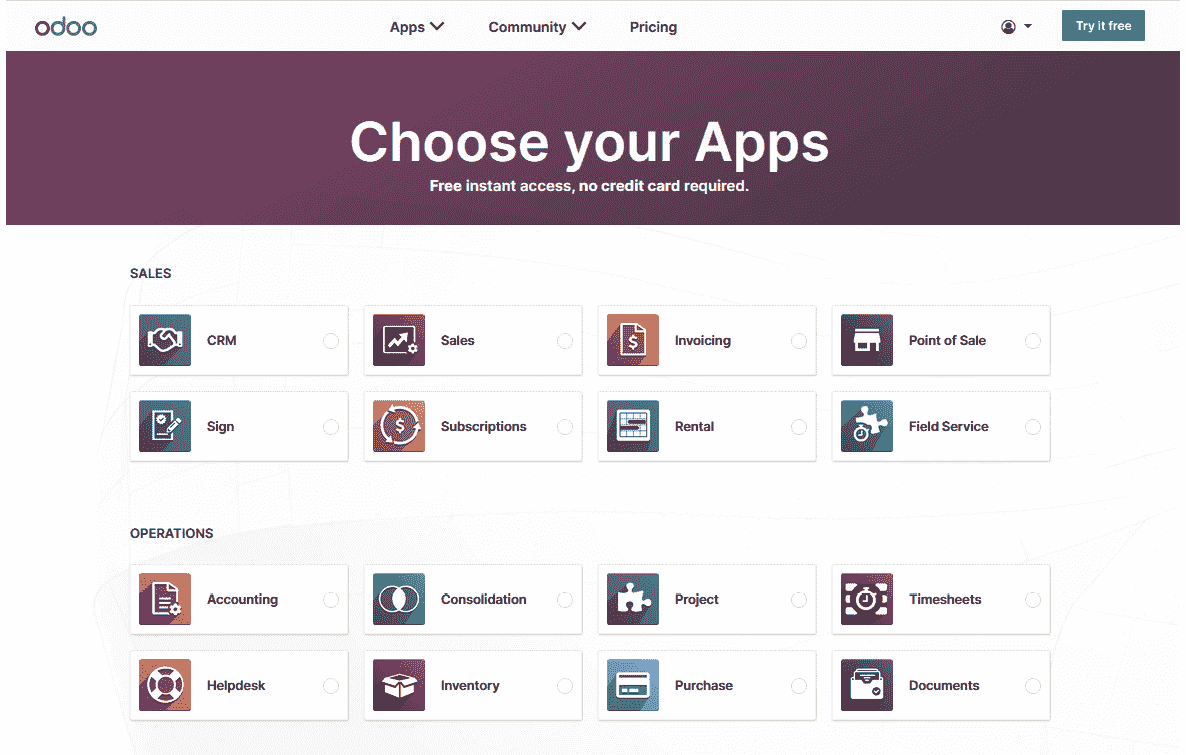 odoo
Apps Community Pricing Try it free
Choose your Apps
Free instant access, no credit card required.
SALES
CRM Sales Invoicing Point of Sale
Sign Subscriptions Rental Field Service
OPERATIONS
Accounting Consolidation Project Timesheets
Helpdesk Inventory Purchase Documents